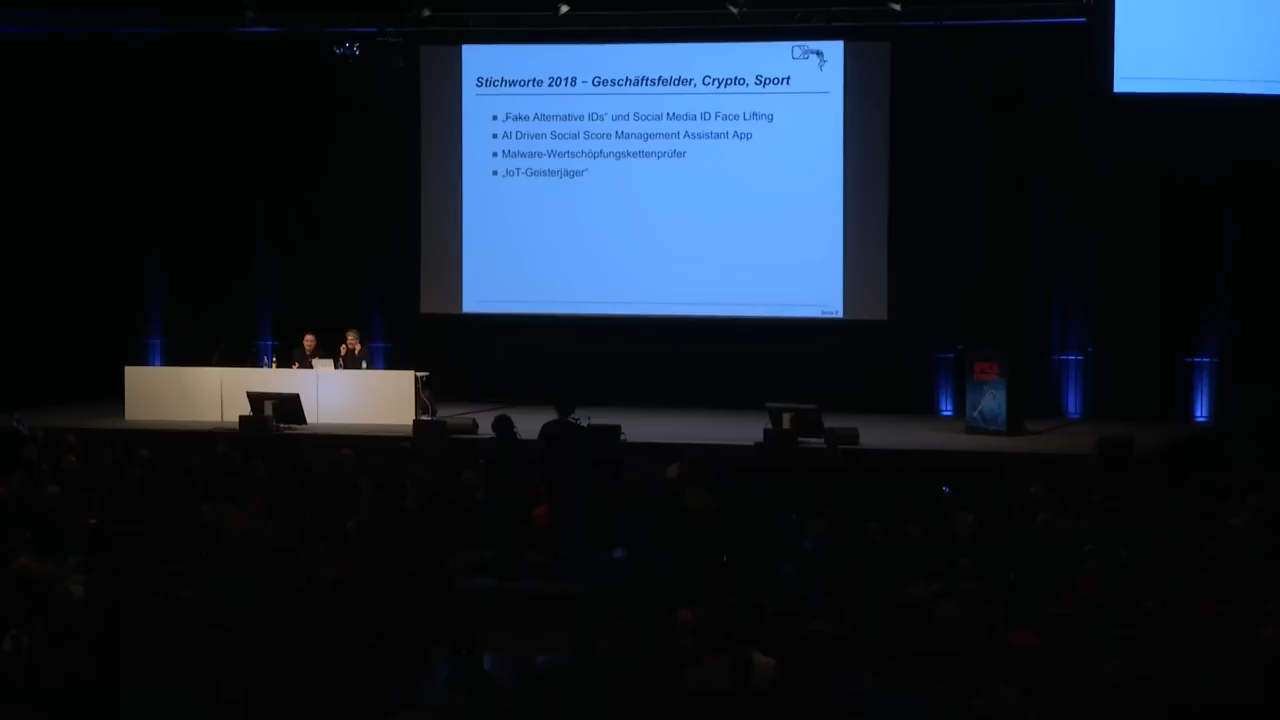 Stichworte 2018 – Geschäftsfelder, Crypto, Sport
„Fake Alternative IDs“ und Social Media ID Face Lifting
AI Driven Social Score Management Assistant App
Malware-Wertschöpfungskettenprüfer
„IoT-Geisterjäger“